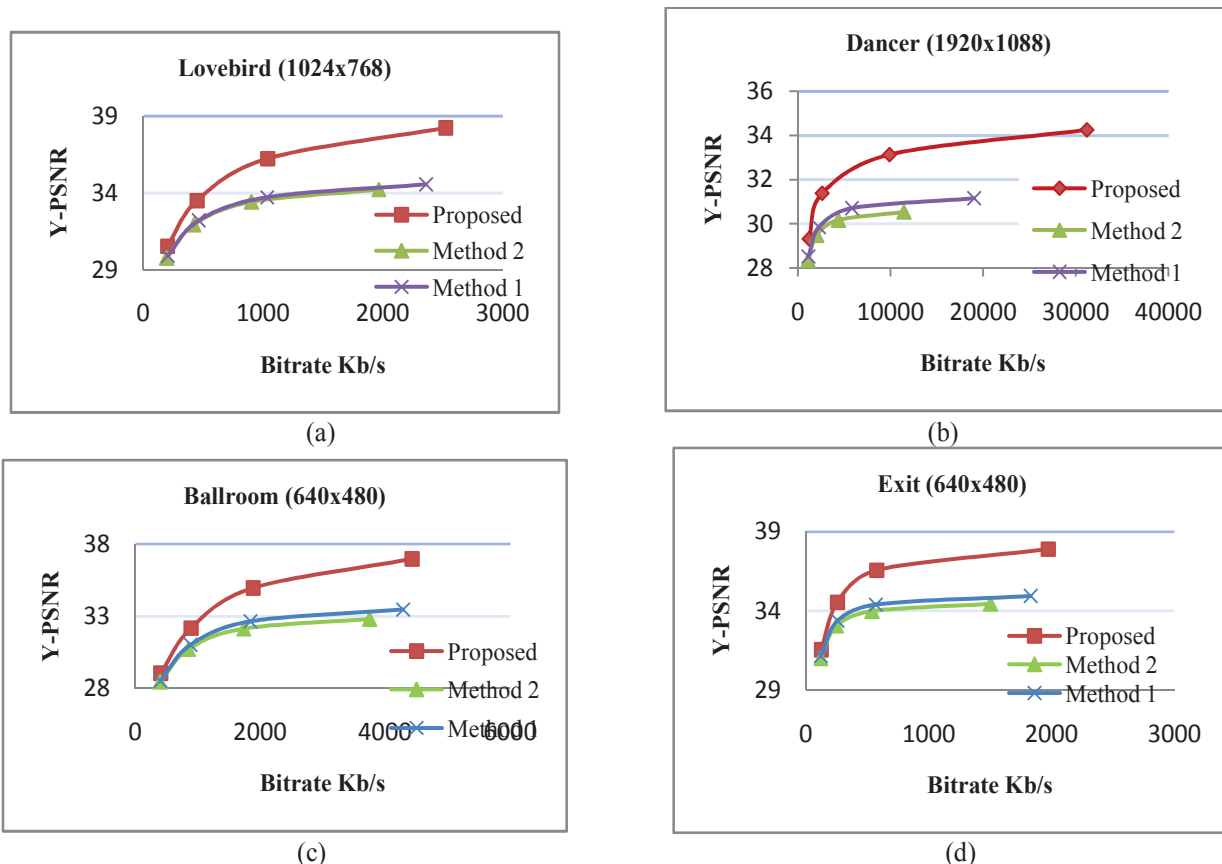 Lovebird (1024x768)
39
34
29
Y-PSNR
Proposed
Method 2
Method 1
0 1000 2000 3000
Bitrate Kb/s
(a)
Dancer (1920x1088)
36
34
32
30
28
Y-PSNR
Proposed
Method 2
Method 1
0 10000 20000 30000 40000
Bitrate Kb/s
(b)
Ballroom (640x480)
38
33
28
Y-PSNR
Proposed
Method 2
Method 1
0 2000 4000 6000
Bitrate Kb/s
(c)
Exit (640x480)
39
34
29
Y-PSNR
Proposed
Method 2
Method 1
0 1000 2000 3000
Bitrate Kb/s
(d)